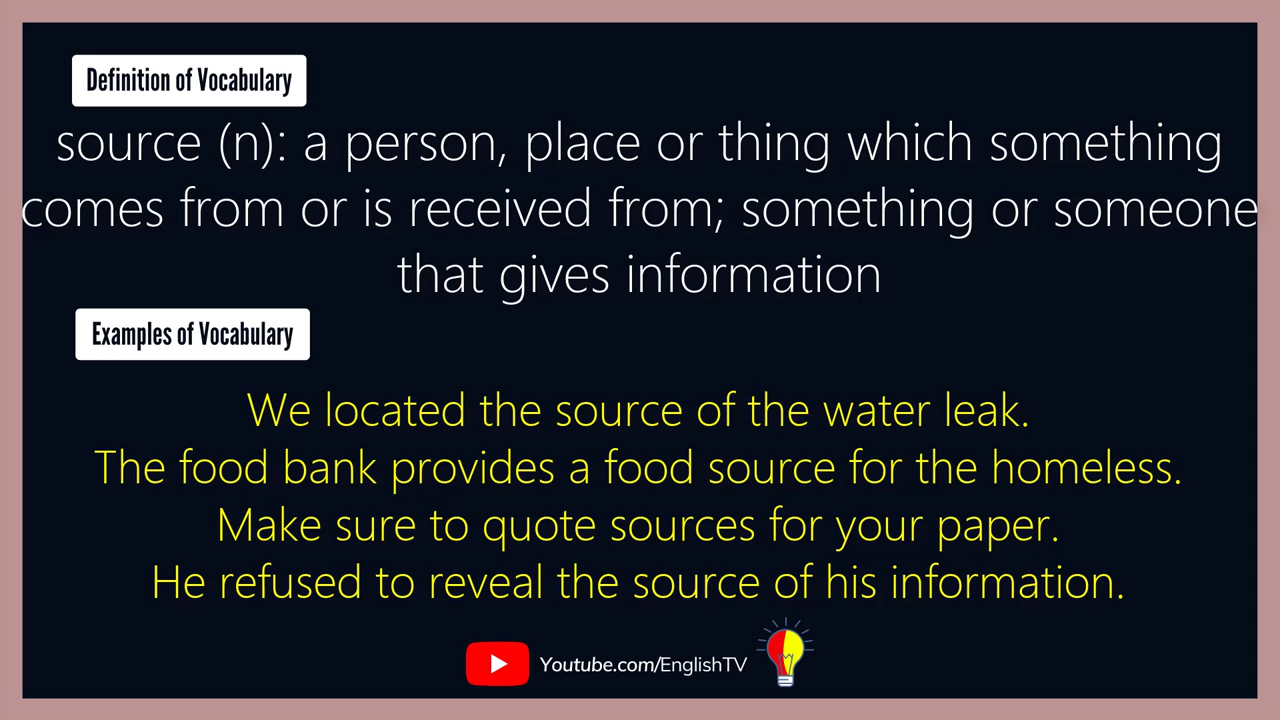 Definition of Vocabulary
source (n): a person, place or thing which something
comes from or is received from; something or someone
that gives information
Examples of Vocabulary
We located the source of the water leak.
The food bank provides a food source for the homeless.
Make sure to quote sources for your paper.
He refused to reveal the source of his information.
Youtube.com/EnglishTV